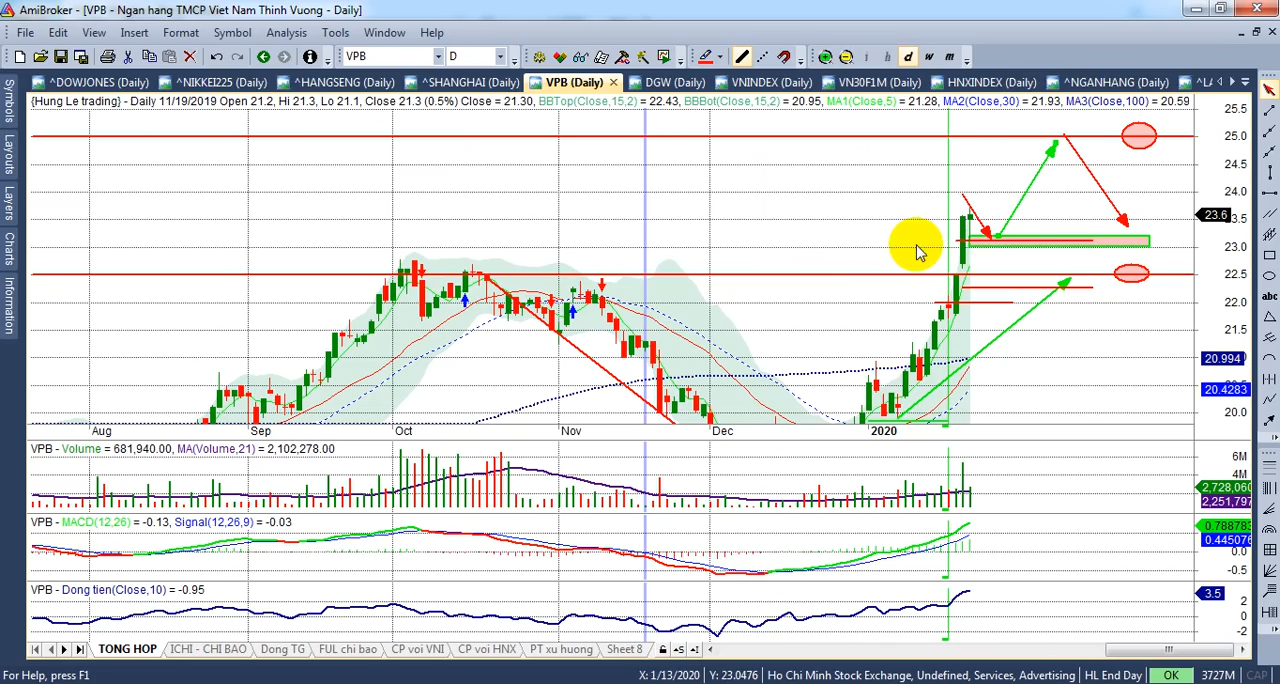 AmiBroker - [VPB - Ngan hang TMCP Viet Nam Thinh Vuong - Daily]
File Edit View Insert Format Symbol Analysis Tools Window Help
VPB D i h d w m
^DOWJONES (Daily) ^NIKKEI225 (Daily) ^HANGSENG (Daily) ^SHANGHAI (Daily) VPB (Daily) DGW (Daily) VNINDEX (Daily) VN30F1M (Daily) HNXINDEX (Daily) ^NGANHANG (Daily)
Symbols
Layouts
Layers
Charts
Information
(Hung Le trading} - Daily 11/19/2019 Open 21.2, Hi 21.3, Lo 21.1, Close 21.3 (0.5%) Close = 21.30, BBTop(Close,15,2) = 22.43, BBBot(Close,15,2) = 20.95, MA1(Close,5) = 21.28, MA2(Close,30) = 21.93, MA3(Close,100) = 20.59
25.5
25.0
24.5
24.0
23.6
23.5
23.0
22.5
22.0
21.5
20.994
20.4283
20.0
Aug Sep Oct Nov Dec 2020
VPB - Volume = 681,940.00, MA(Volume,21) = 2,102,278.00
6M
4M
2,728,060
2,251,797
VPB - MACD(12,26) = -0.13, Signal(12,26,9) = -0.03
0.788783
0.445076
0.0
-0.5
VPB - Dong tien(Close,10) = -0.95
3.5
2
0
-2
TONG HOP ICHI - CHI BAO Dong TG FUL chi bao CP voi VNI CP voi HNX PT xu huong Sheet 8
For Help, press F1 X: 1/13/2020 Y: 23.0476 Ho Chi Minh Stock Exchange, Undefined, Services, Advertising HL End Day OK 3727M CAP
abc